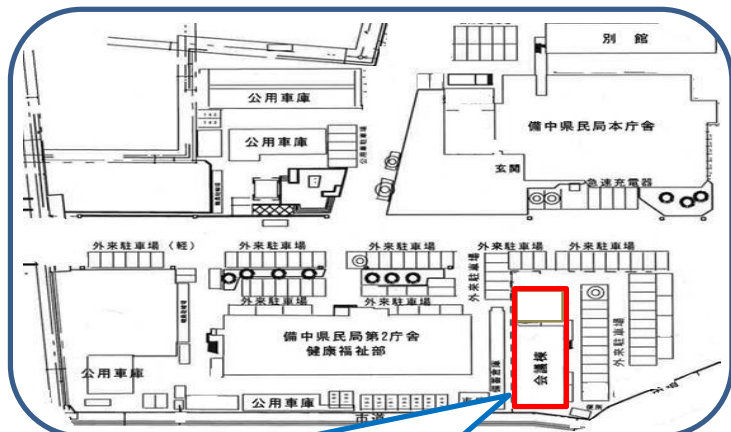 別館
公用車庫
公用車庫
備中県民局本庁舎
玄関
急速充電器
外来駐車場（軽）
外来駐車場
外来駐車場
外来駐車場
外来駐車場
外来駐車場
外来駐車場
外来駐車場
外来駐車場
備中県民局第2庁舎
健康福祉部
会議棟
公用車庫
公用車庫
市道